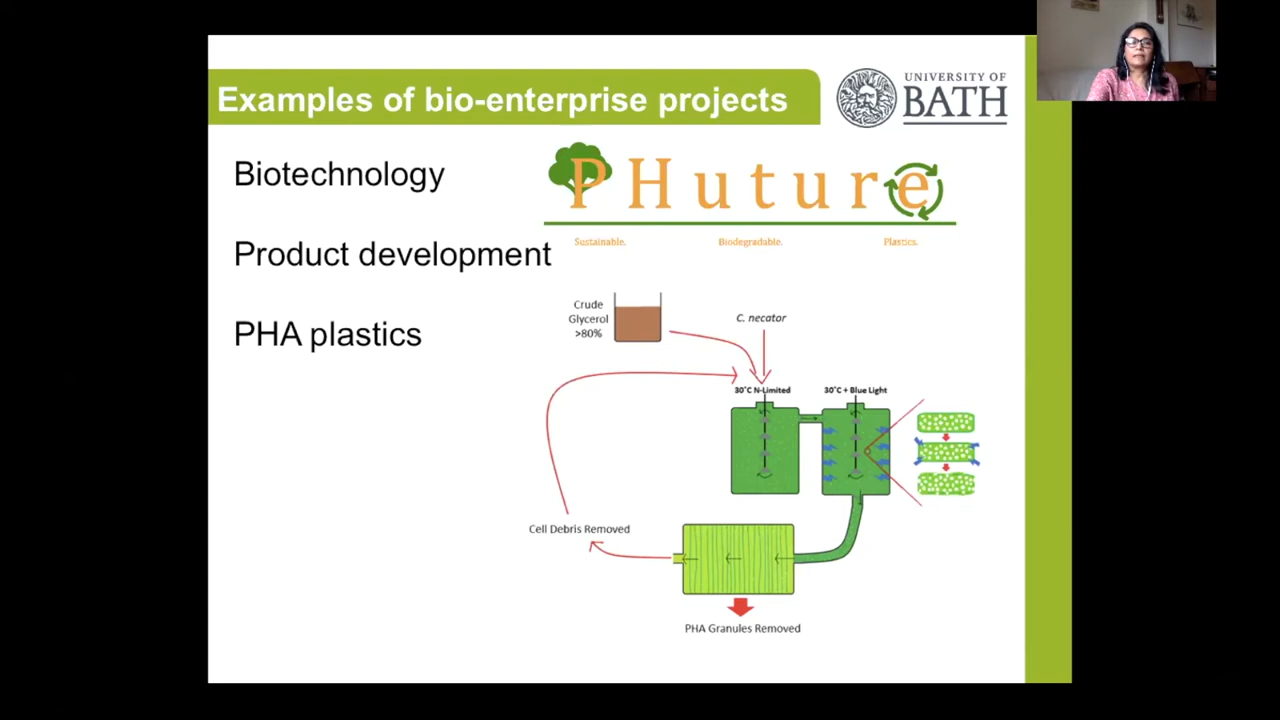 Examples of bio-enterprise projects
UNIVERSITY OF
BATH
Biotechnology
PHuture
Sustainable. Biodegradable. Plastics.
Product development
PHA plastics
Crude
Glycerol
>80%
C. necator
30°C N-Limited
30°C + Blue Light
Cell Debris Removed
PHA Granules Removed